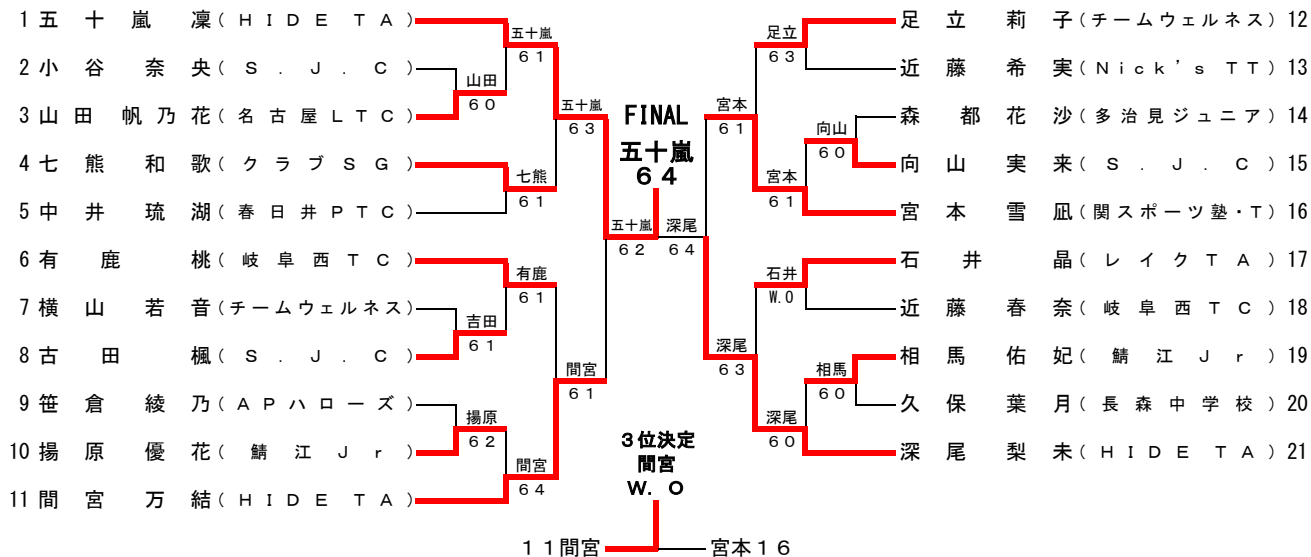 1 五十嵐 凜 (HIDE TA)
2 小谷 奈央 (S.J.C)
3 山田 帆乃花 (名古屋LTC)
4 七熊 和歌 (クラブSG)
5 中井 琉湖 (春日井PTC)
6 有鹿 桃 (岐阜西TC)
7 横山 若音 (チームウェルネス)
8 古田 楓 (S.J.C)
9 笹倉 綾乃 (APハローズ)
10 揚原 優花 (鯖江Jr)
11 間宮 万結 (HIDE TA)
五十嵐
61
山田
60
五十嵐
63
七熊
61
五十嵐
62
有鹿
61
吉田
61
間宮
61
揚原
62
間宮
64
FINAL
五十嵐
64
3位決定
間宮
W.O
11間宮
宮本16
足立
63
宮本
61
向山
60
宮本
61
深尾
64
石井
W.O
深尾
63
相馬
60
深尾
60
足立 莉子 (チームウェルネス) 12
近藤 希実 (Nick's TT) 13
森 都花沙 (多治見ジュニア) 14
向山 実来 (S.J.C) 15
宮本 雪凪 (関スポーツ塾・T) 16
石井 晶 (レイクTA) 17
近藤 春奈 (岐阜西TC) 18
相馬 佑妃 (鯖江Jr) 19
久保 葉月 (長森中学校) 20
深尾 梨未 (HIDE TA) 21